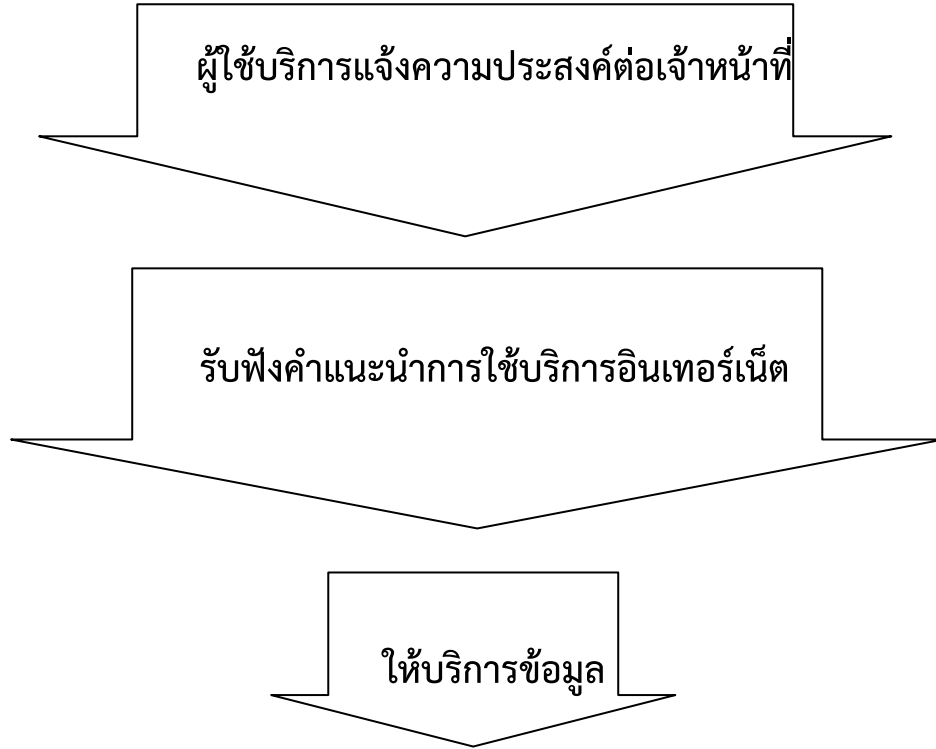 ผู้ใช้บริการแจ้งความประสงค์ต่อเจ้าหน้าที่
รับฟังคำแนะนำการใช้บริการอินเทอร์เน็ต
ให้บริการข้อมูล